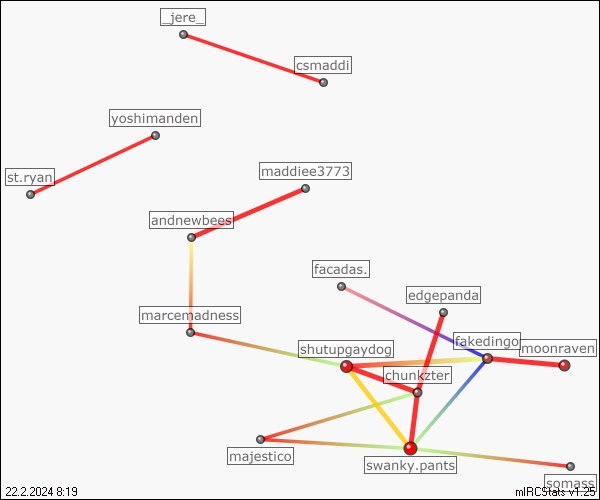 _jere_
csmaddi
yoshimanden
maddiee3773
st.ryan
andnewbees
facadas.
edgepanda
marcemadness
fakedingo
shutupgaydog
moonraven
chunkzter
majestico
swanky.pants
somass
22.2.2024 8:19
mIRCStats v1.25